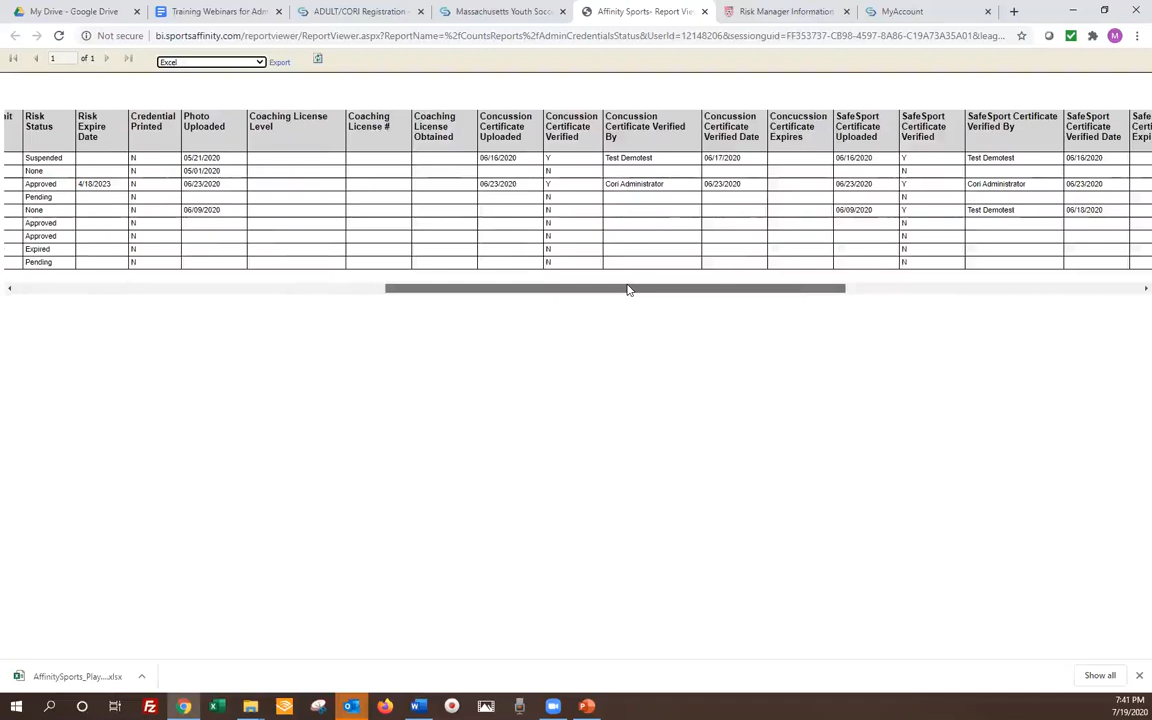 My Drive - Google Drive
Training Webinars for Adm
ADULT/CORI Registration -
Massachusetts Youth Socc
Affinity Sports- Report Vie
Risk Manager Information
MyAccount
Not secure
bi.sportsaffinity.com/reportviewer/ReportViewer.aspx?ReportName=%2fCountsReports%2fAdminCredentialsStatus&UserId=12148206&sessionguid=FF353737-CB98-4597-8A86-C19A73A35A01&leag...
M
1 of 1 Excel Export
Risk Status Risk Expire Date Credential Printed Photo Uploaded Coaching License Level Coaching License # Coaching License Obtained Concussion Certificate Uploaded Concussion Certificate Verified Concussion Certificate Verified By Concussion Certificate Verified Date Concucssion Certificate Expires SafeSport Certificate Uploaded SafeSport Certificate Verified SafeSport Certificate Verified By SafeSport Certificate Verified Date
Suspended N 05/21/2020 06/16/2020 Y Test Demotest 06/17/2020 06/16/2020 Y Test Demotest 06/16/2020
None N 05/01/2020 N N
Approved 4/18/2023 N 06/23/2020 06/23/2020 Y Cori Administrator 06/23/2020 06/23/2020 Y Cori Administrator 06/23/2020
Pending N N N
None N 06/09/2020 N 06/09/2020 Y Test Demotest 06/18/2020
Approved N N N
Approved N N N
Expired N N N
Pending N N N
AffinitySports_Play....xlsx
Show all
7:41 PM
7/19/2020